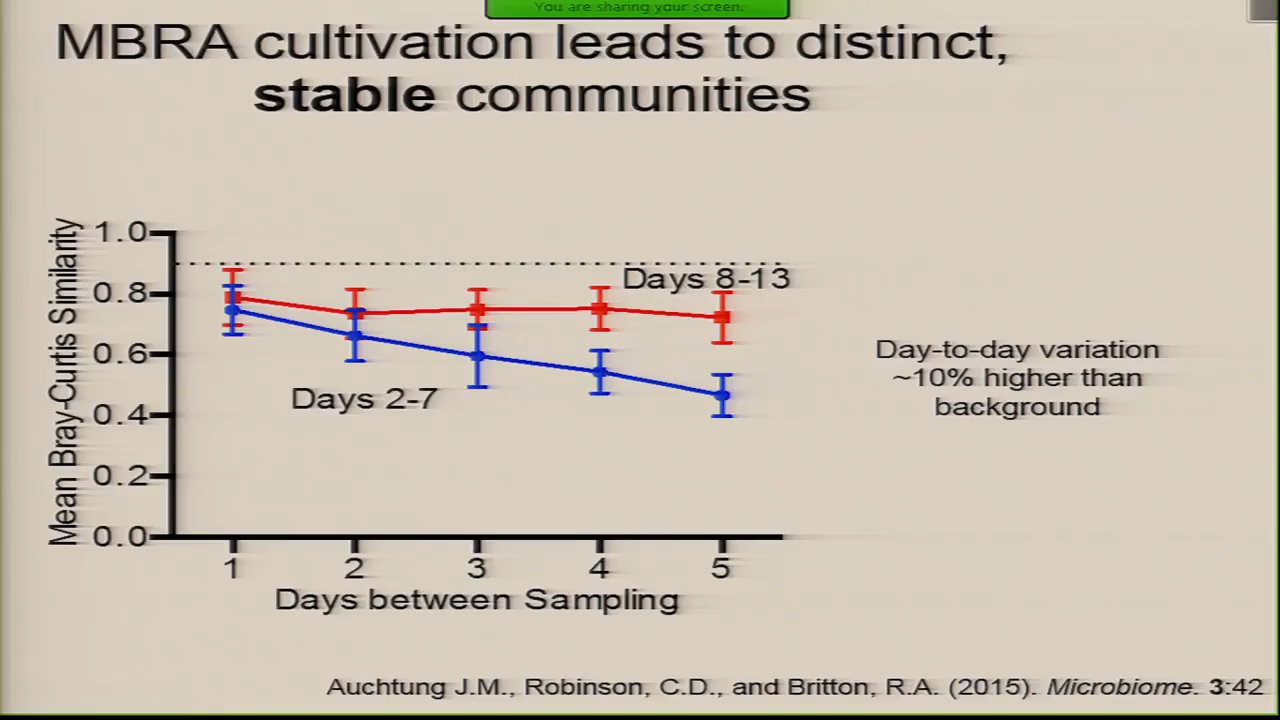 You are sharing your screen.
MBRA cultivation leads to distinct,
stable communities
Mean Bray-Curtis Similarity
1.0
0.8
0.6
0.4
0.2
0.0
Days 8-13
Days 2-7
1 2 3 4 5
Days between Sampling
Day-to-day variation
~10% higher than
background
Auchtung J.M., Robinson, C.D., and Britton, R.A. (2015). Microbiome. 3:42